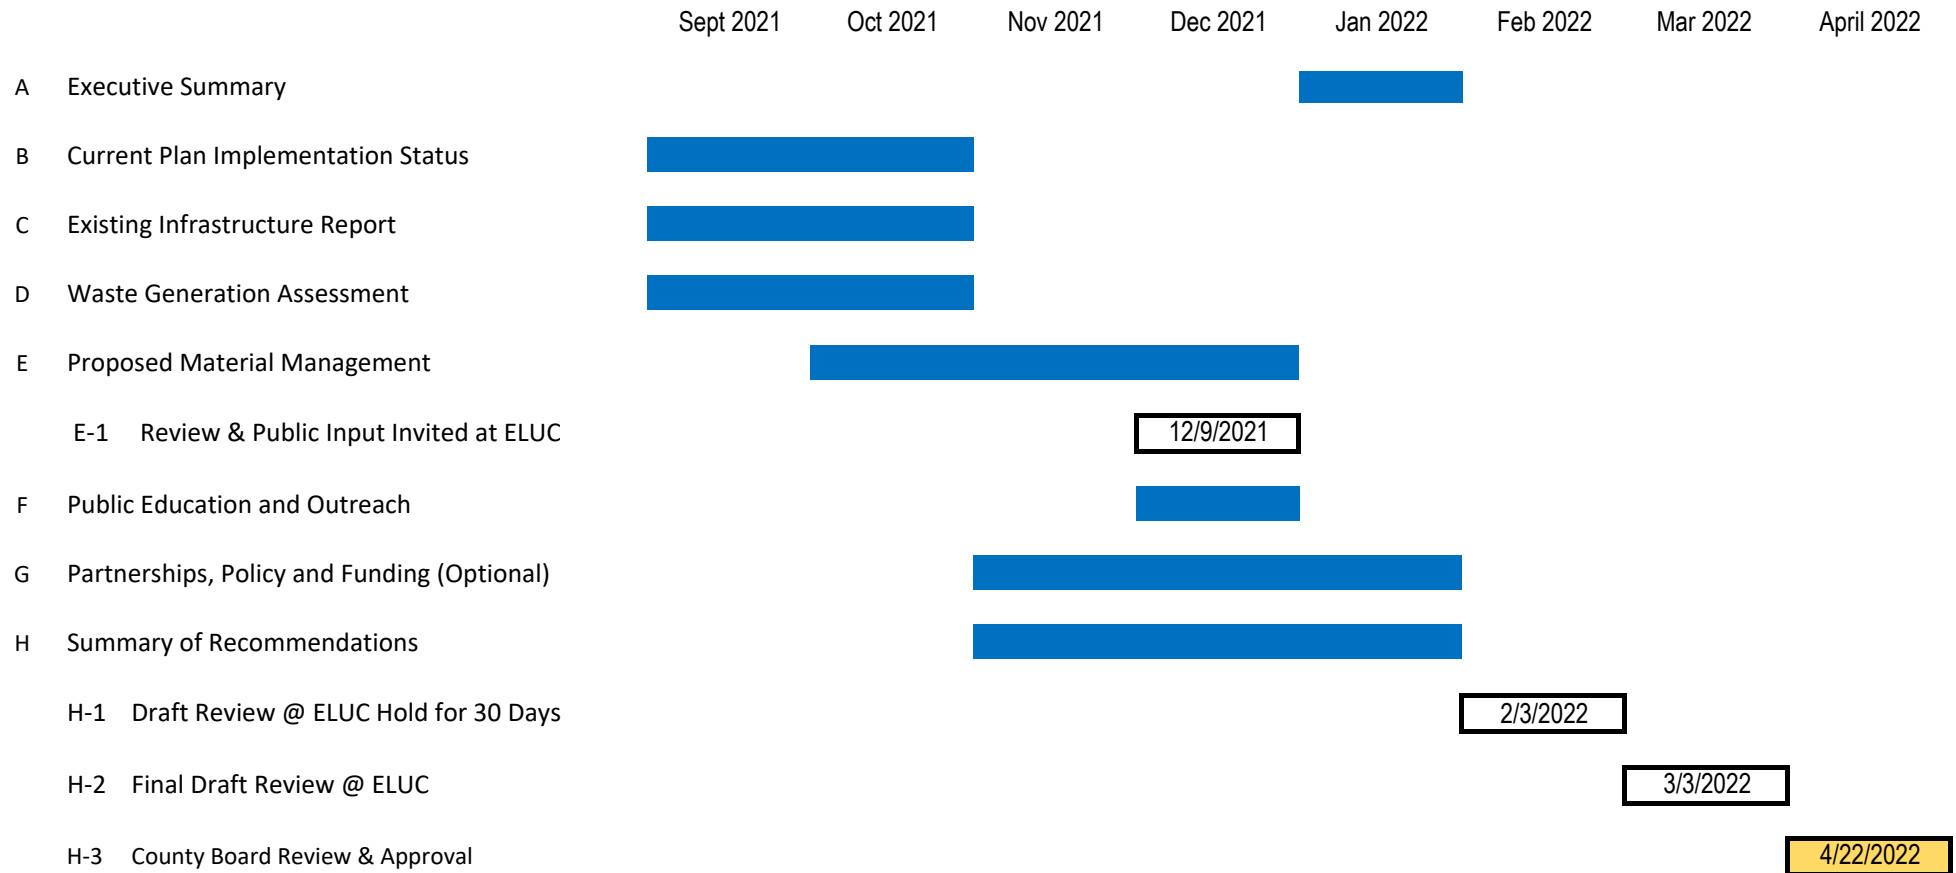 Sept 2021 Oct 2021 Nov 2021 Dec 2021 Jan 2022 Feb 2022 Mar 2022 April 2022
A Executive Summary
B Current Plan Implementation Status
C Existing Infrastructure Report
D Waste Generation Assessment
E Proposed Material Management
E-1 Review & Public Input Invited at ELUC 12/9/2021
F Public Education and Outreach
G Partnerships, Policy and Funding (Optional)
H Summary of Recommendations
H-1 Draft Review @ ELUC Hold for 30 Days 2/3/2022
H-2 Final Draft Review @ ELUC 3/3/2022
H-3 County Board Review & Approval 4/22/2022